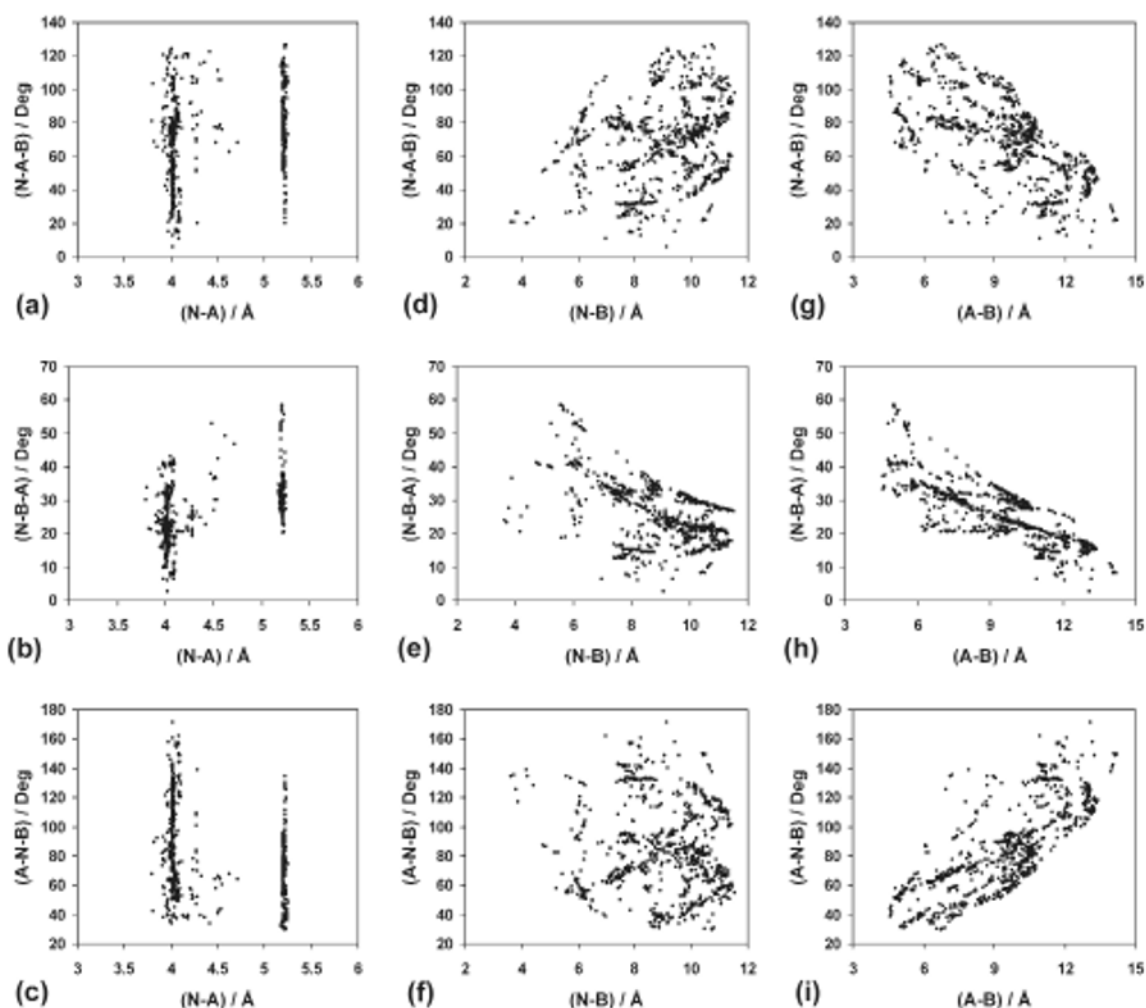 140
120
100
80
60
40
20
0
(N-A-B) / Deg
3 3.5 4 4.5 5 5.5 6
(a) (N-A) / Å
140
120
100
80
60
40
20
0
(N-A-B) / Deg
2 4 6 8 10 12
(d) (N-B) / Å
140
120
100
80
60
40
20
0
(N-A-B) / Deg
3 6 9 12 15
(g) (A-B) / Å
70
60
50
40
30
20
10
0
(N-B-A) / Deg
3 3.5 4 4.5 5 5.5 6
(b) (N-A) / Å
70
60
50
40
30
20
10
0
(N-B-A) / Deg
2 4 6 8 10 12
(e) (N-B) / Å
70
60
50
40
30
20
10
0
(N-B-A) / Deg
3 6 9 12 15
(h) (A-B) / Å
180
160
140
120
100
80
60
40
20
(A-N-B) / Deg
3 3.5 4 4.5 5 5.5 6
(c) (N-A) / Å
180
160
140
120
100
80
60
40
20
(A-N-B) / Deg
2 4 6 8 10 12
(f) (N-B) / Å
180
160
140
120
100
80
60
40
20
(A-N-B) / Deg
3 6 9 12 15
(i) (A-B) / Å